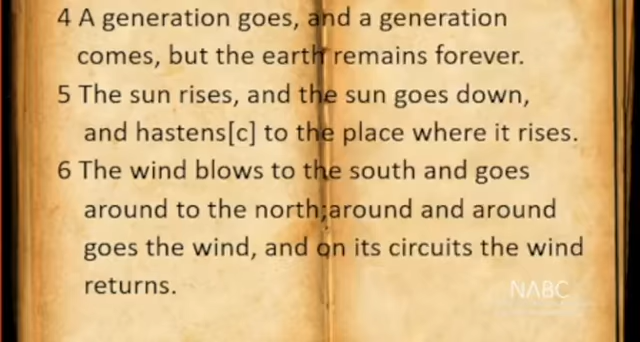 4 A generation goes, and a generation
comes, but the earth remains forever.
5 The sun rises, and the sun goes down,
and hastens[c] to the place where it rises.
6 The wind blows to the south and goes
around to the north;around and around
goes the wind, and on its circuits the wind
returns.
NABC